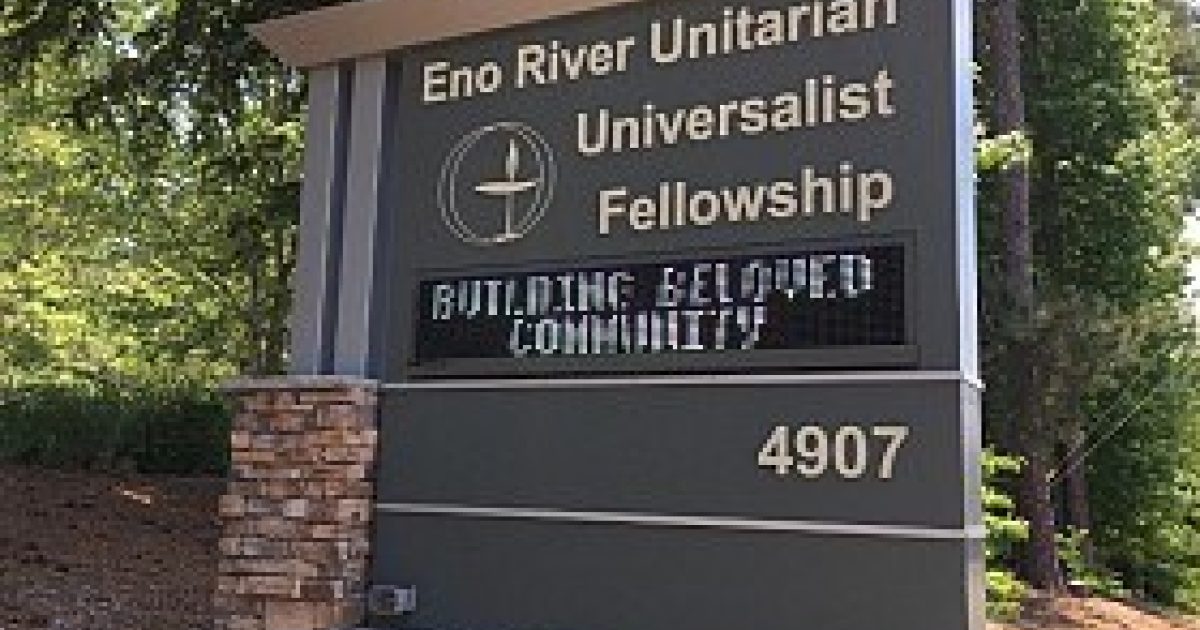 Eno River Unitarian
Universalist
Fellowship
BUILDING BELOVED
COMMUNITY
4907